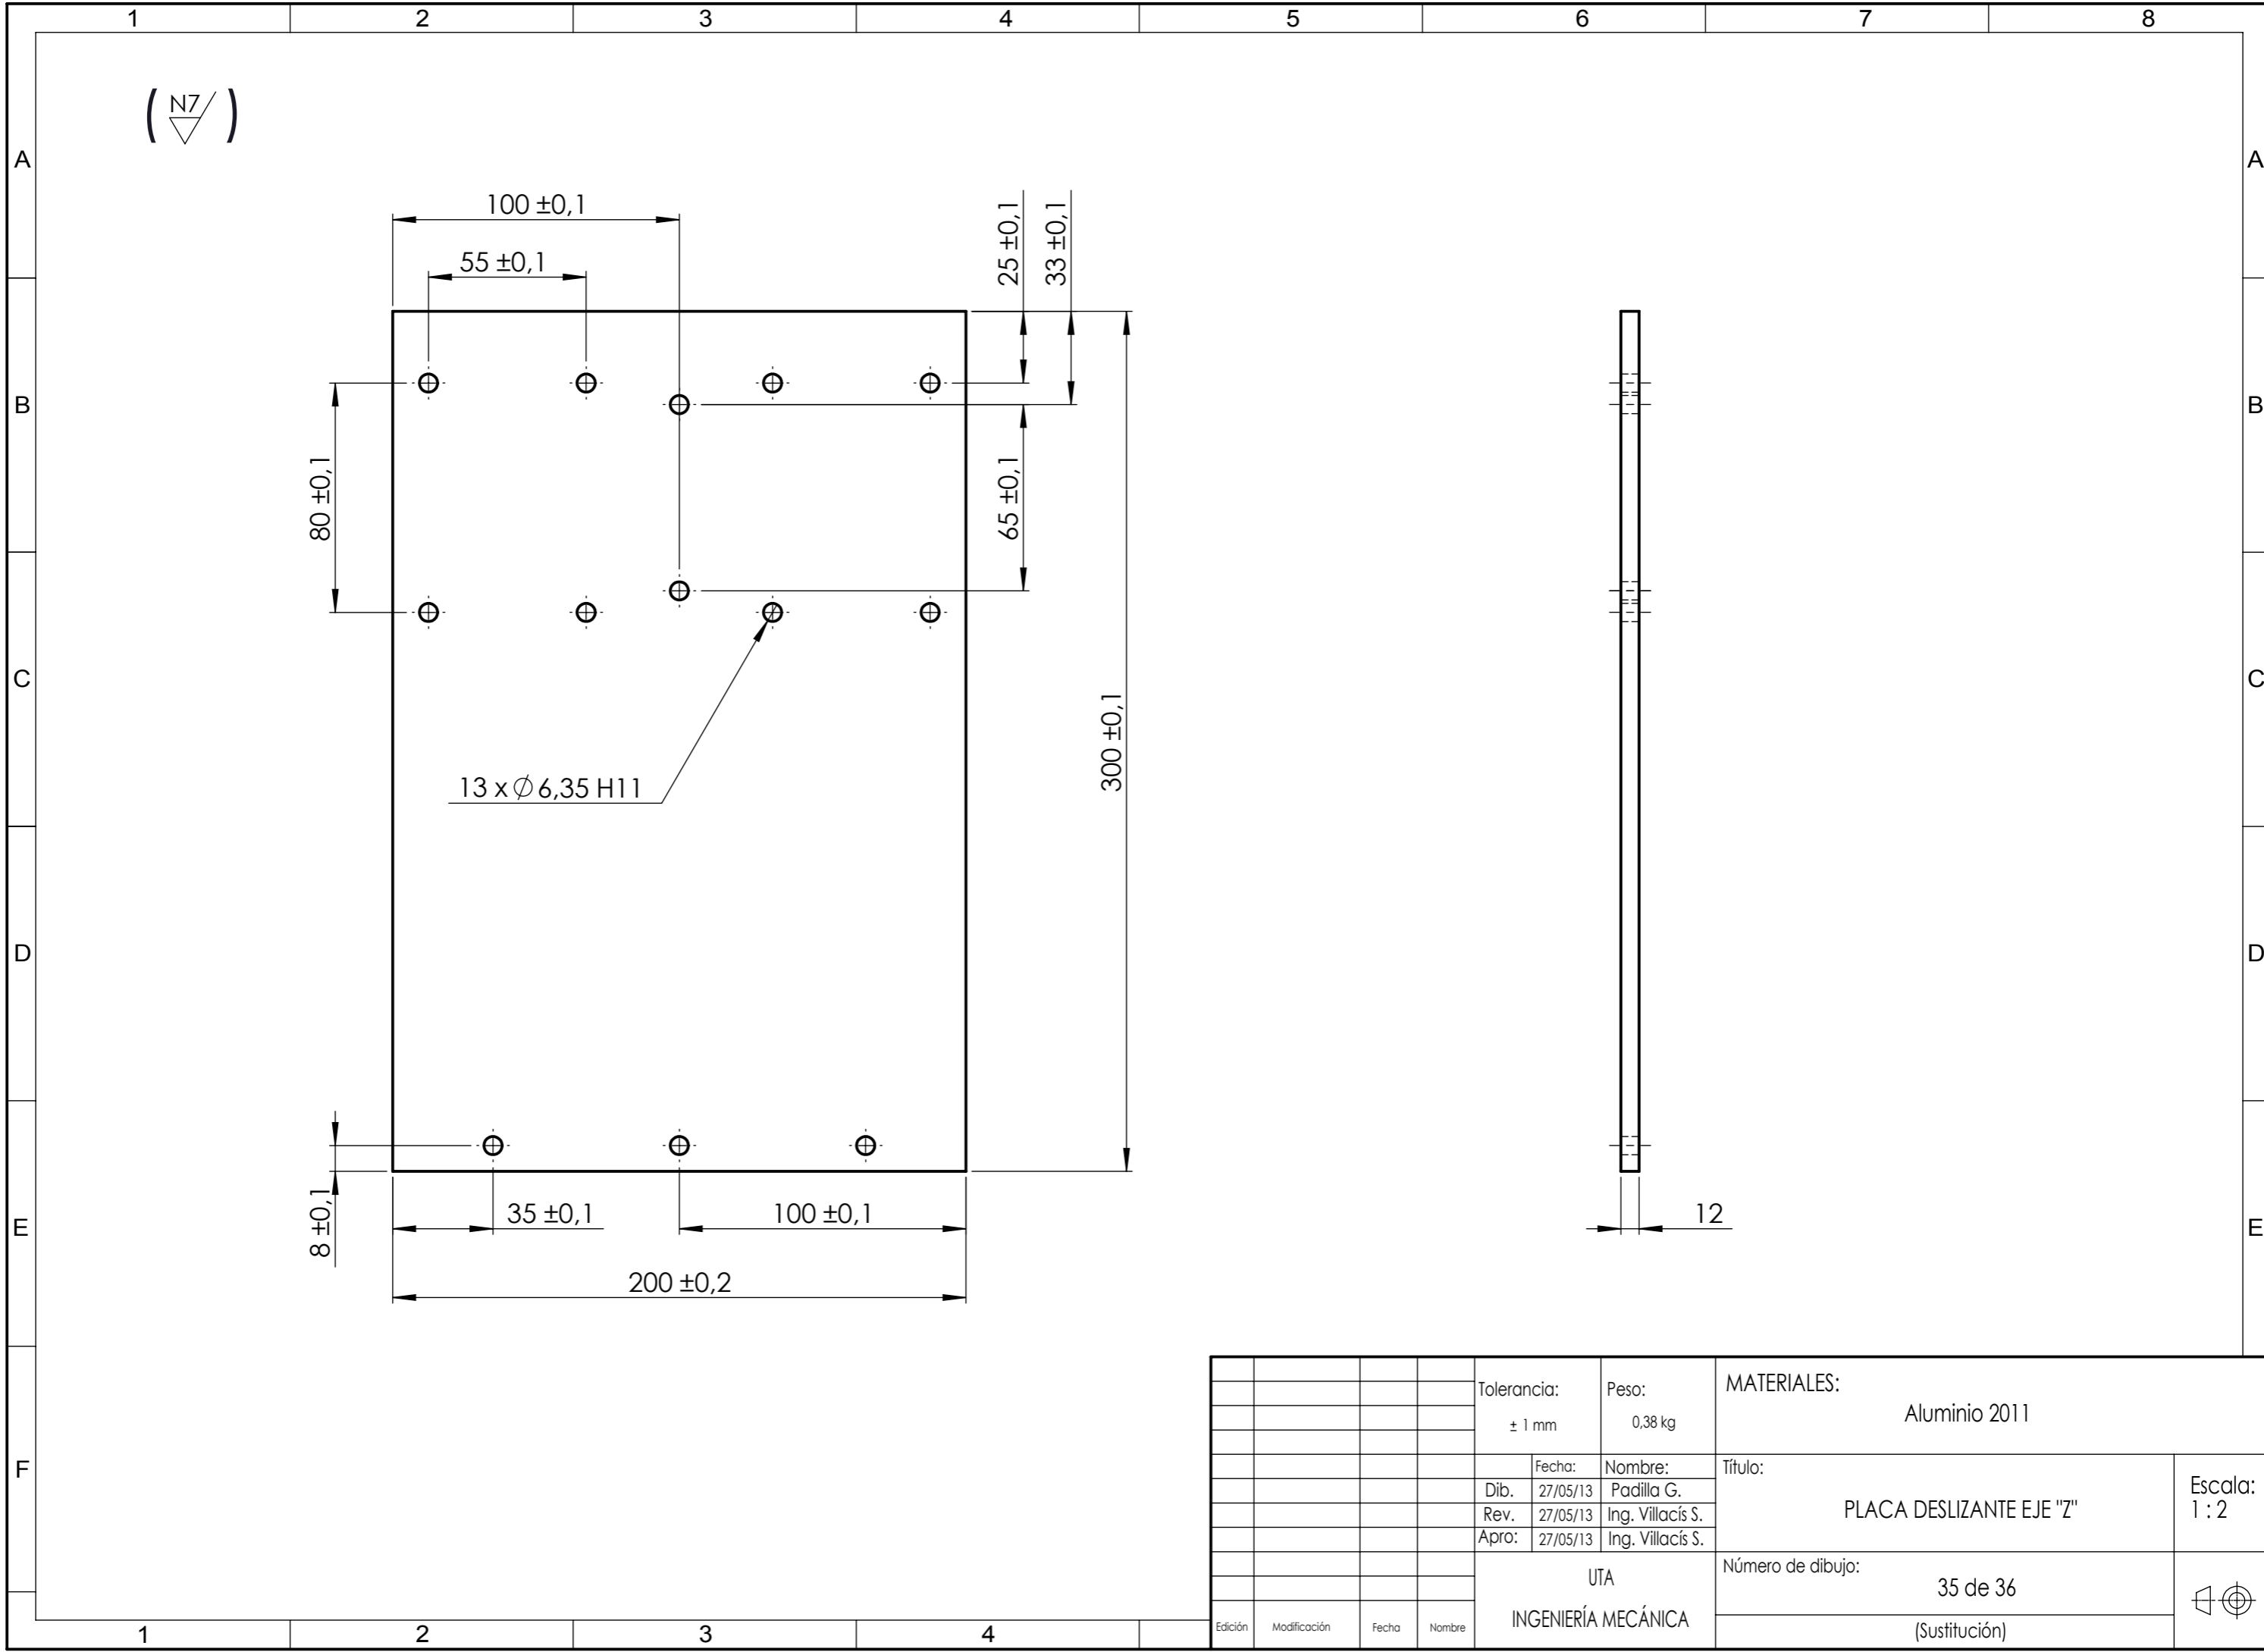 1 2 3 4 5 6 7 8
N7
A A
100 ±0,1
55 ±0,1
25 ±0,1
33 ±0,1
B B
80 ±0,1
65 ±0,1
C C
300 ±0,1
13 x ∅ 6,35 H11
D D
8 ±0,1
35 ±0,1
100 ±0,1
12
E E
200 ±0,2
F
Tolerancia:
± 1 mm
Peso:
0,38 kg
MATERIALES:
Aluminio 2011
Fecha: Nombre:
Dib. 27/05/13 Padilla G.
Rev. 27/05/13 Ing. Villacís S.
Apro: 27/05/13 Ing. Villacís S.
Título:
PLACA DESLIZANTE EJE "Z"
Escala:
1 : 2
UTA
INGENIERÍA MECÁNICA
Número de dibujo:
35 de 36
(Sustitución)
Edición Modificación Fecha Nombre
1 2 3 4